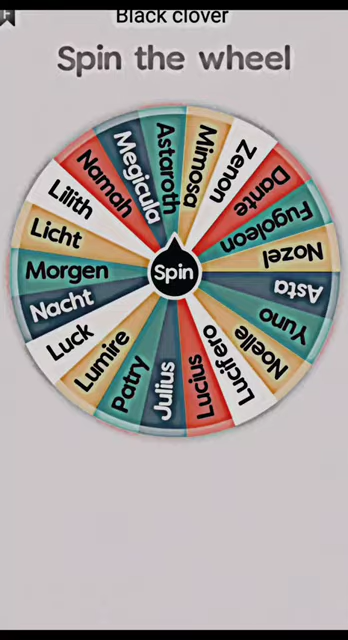 F
Black clover
Spin the wheel
Astaroth
Mimosa
Zenon
Dante
Fugoleon
Nozel
Asta
Yuno
Noelle
Lucifero
Lucius
Julius
Patry
Lumire
Luck
Nacht
Morgen
Licht
Lilith
Namah
Megicula
Spin